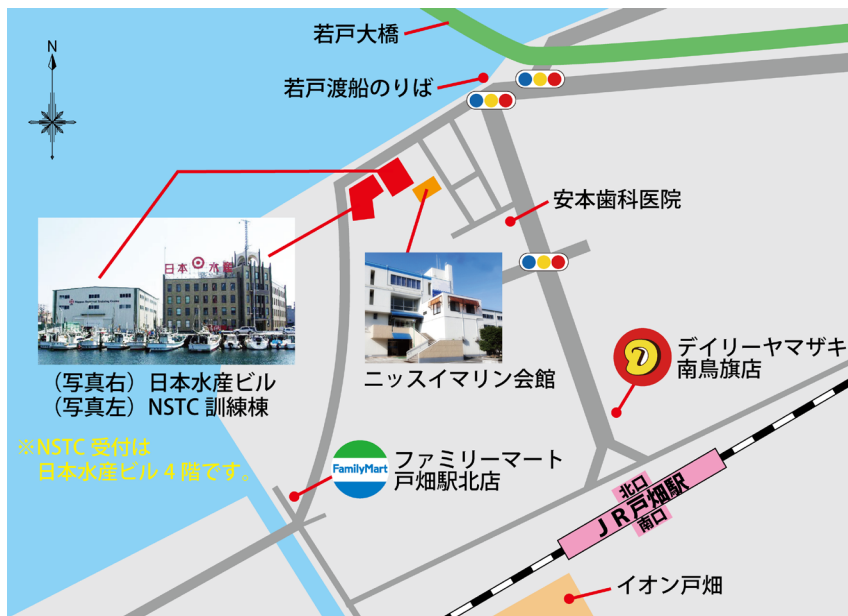 若戸大橋
N
若戸渡船のりば
安本歯科医院
日本水産
デイリーヤマザキ
南鳥旗店
(写真右)日本水産ビル
(写真左)NSTC 訓練棟
ニッスイマリン会館
※NSTC 受付は
日本水産ビル 4 階です。
FamilyMart
ファミリーマート
戸畑駅北店
北口
JR戸畑駅
南口
イオン戸畑